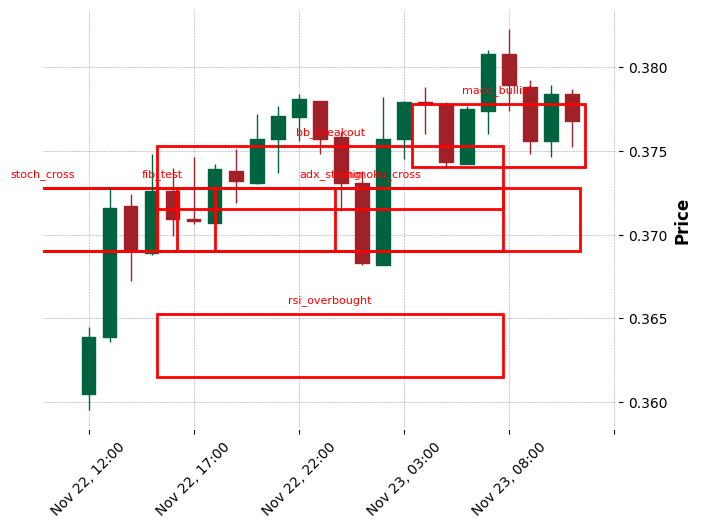 0.380
macd_bullish
bb_breakout
0.375
stoch_cross
fib_test
adx_strong
ichimoku_cross
0.370
Price
0.365
rsi_overbought
0.360
Nov 22, 12:00
Nov 22, 17:00
Nov 22, 22:00
Nov 23, 03:00
Nov 23, 08:00